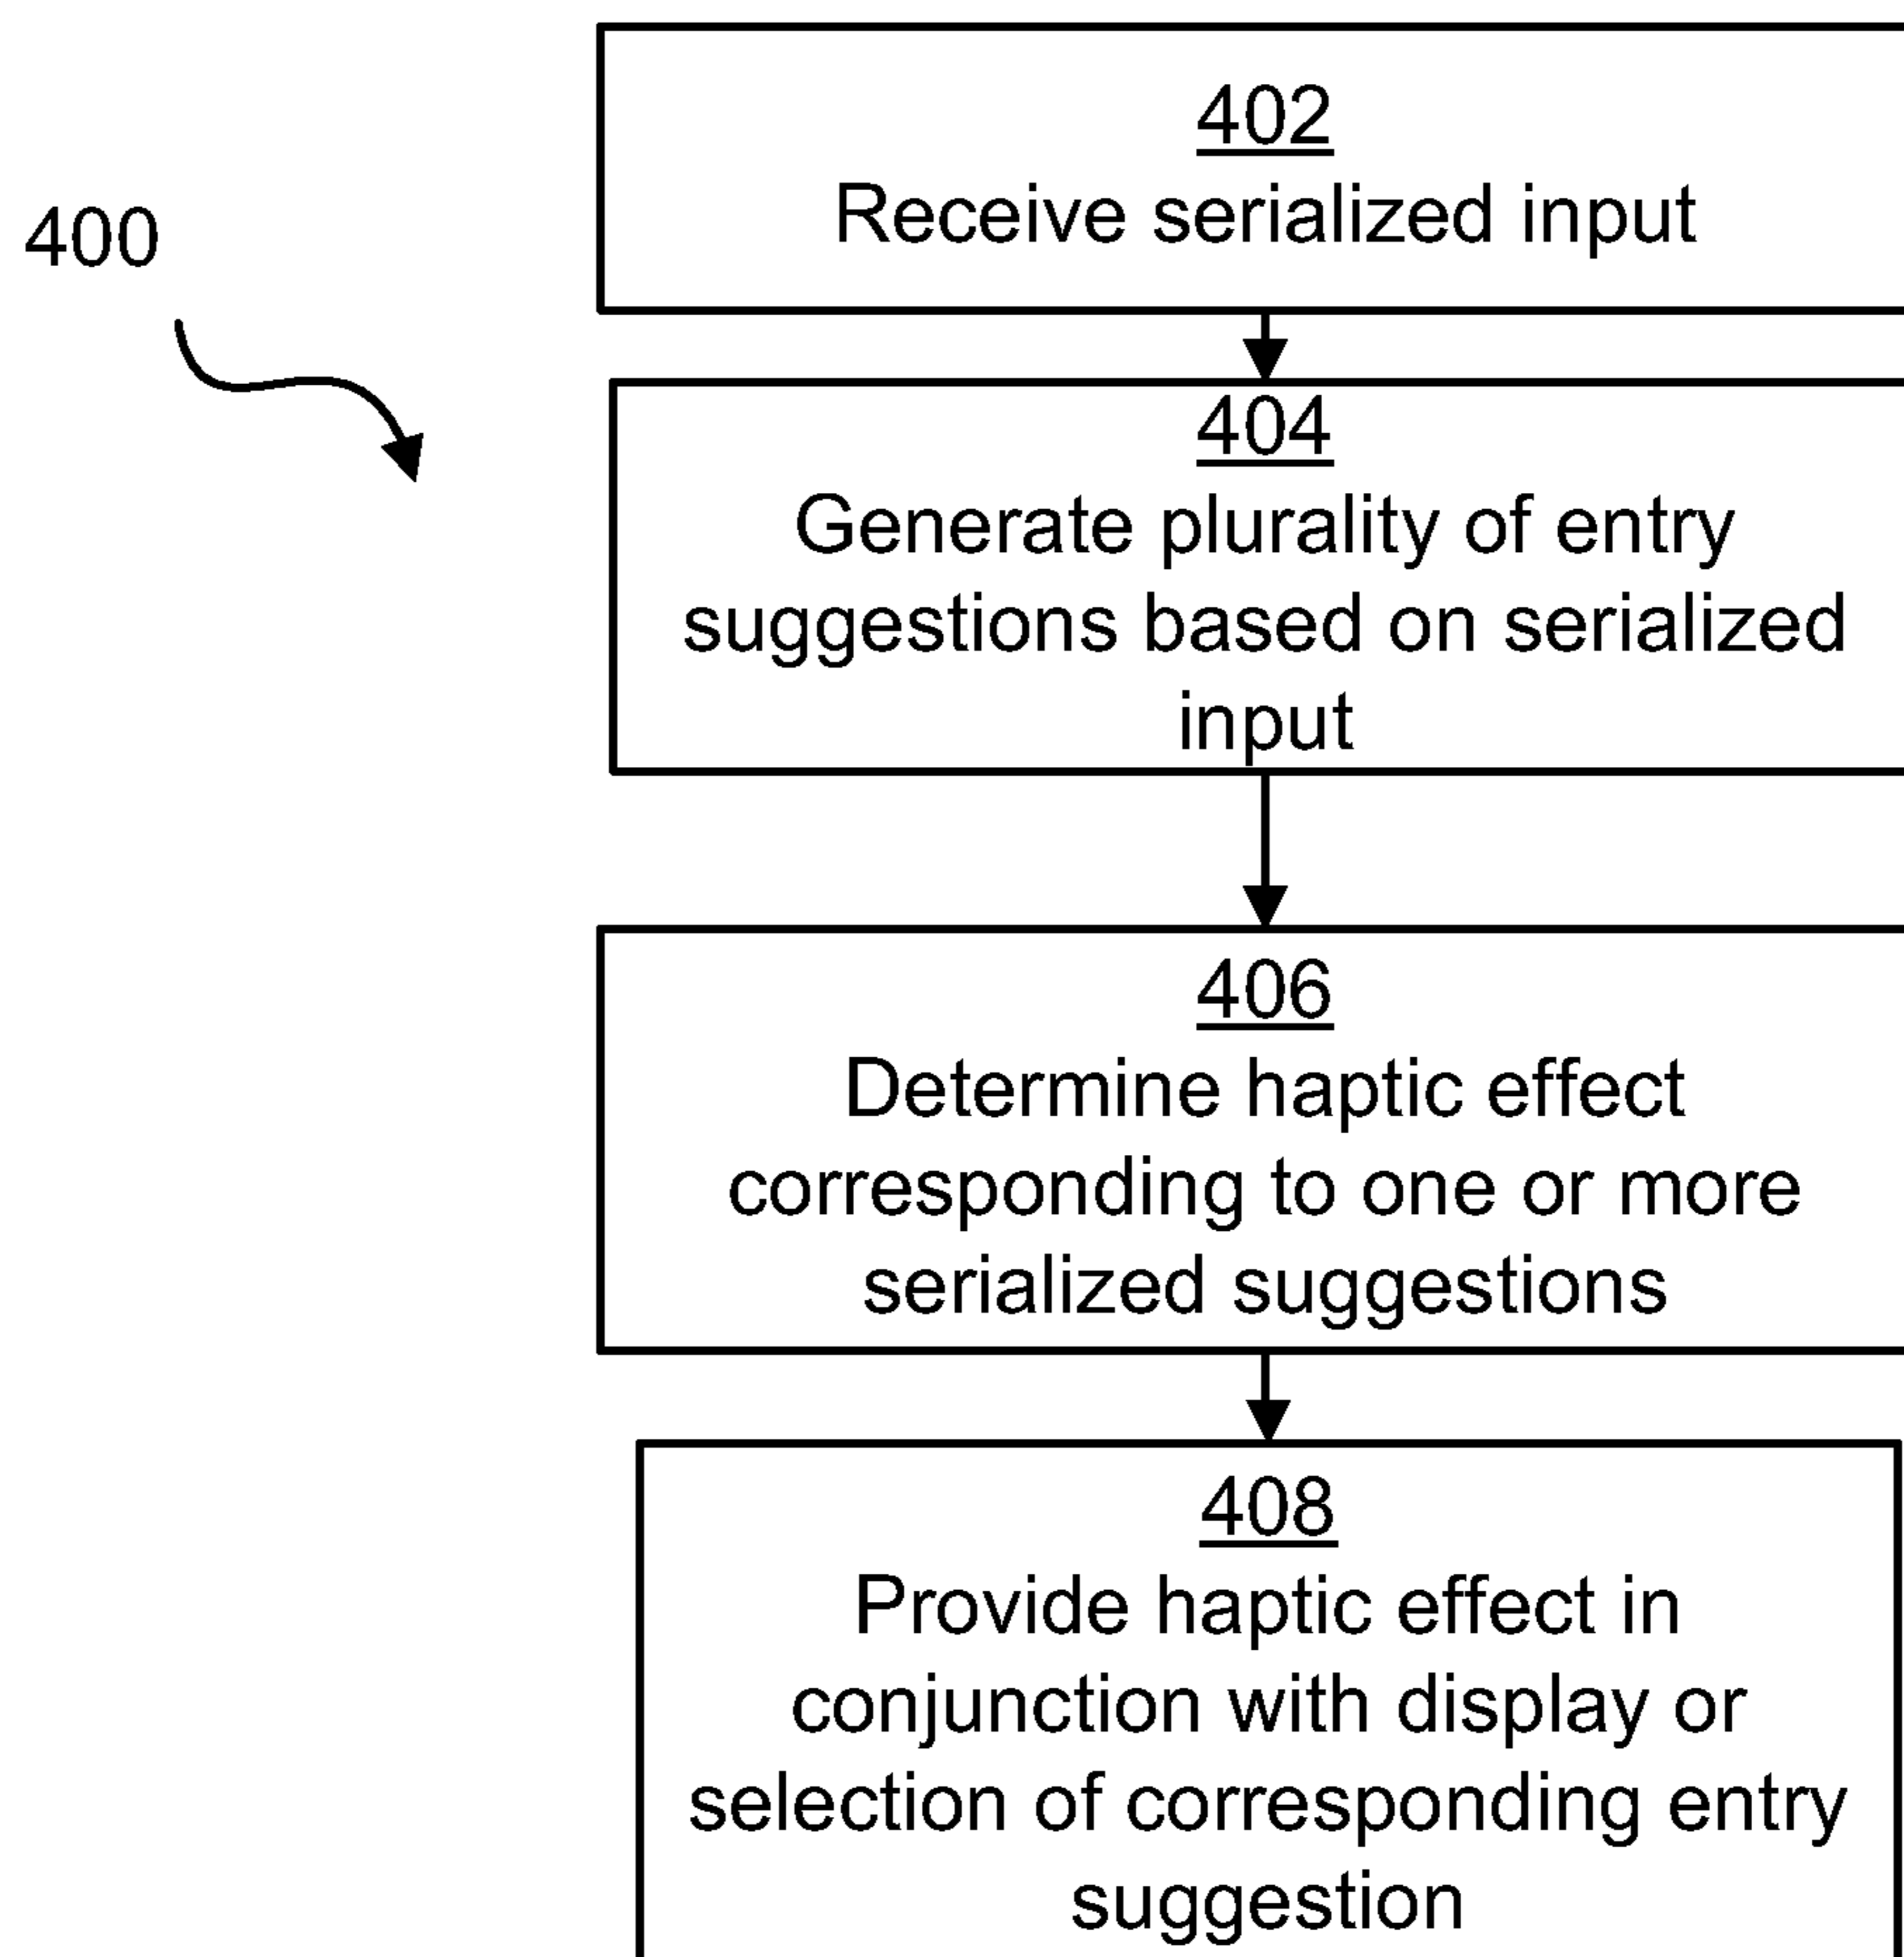 402
Receive serialized input
400
404
Generate plurality of entry
suggestions based on serialized
input
406
Determine haptic effect
corresponding to one or more
serialized suggestions
408
Provide haptic effect in
conjunction with display or
selection of corresponding entry
suggestion